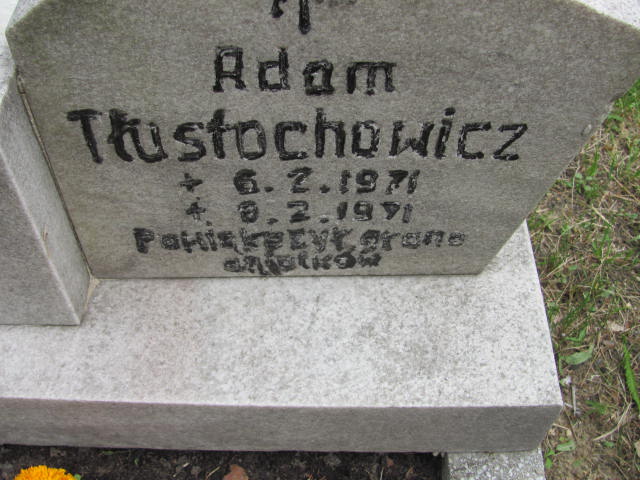 Adam
Tłustochowicz
+ 6.2.1971
+ 8.2.1971
Powiększył grono
aniołków